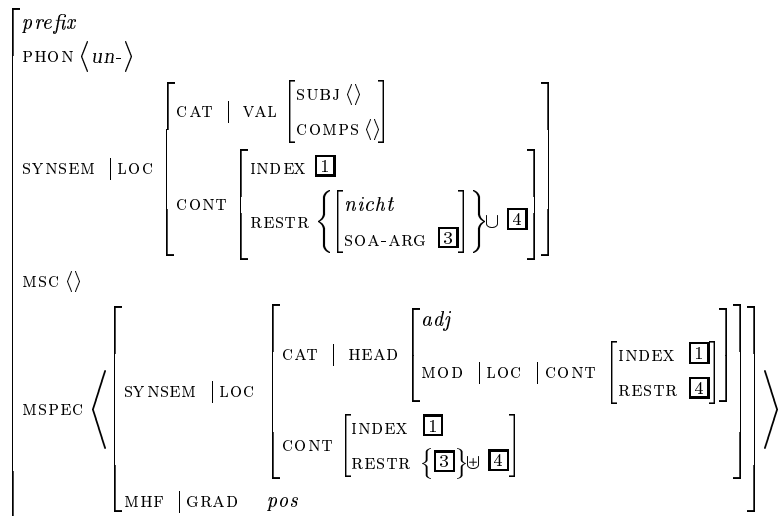 prefix
PHON ⟨un-⟩
SUBJ ⟨⟩
CAT | VAL
COMPS ⟨⟩
SYNSEM | LOC
INDEX 1
nicht
CONT
RESTR { } ∪ 4
SOA-ARG 3
MSC ⟨⟩
adj
INDEX 1
CAT | HEAD
MOD | LOC | CONT
RESTR 4
SYNSEM | LOC
MSPEC ⟨ ⟩
INDEX 1
CONT
RESTR {3} ⊎ 4
MHF | GRAD pos